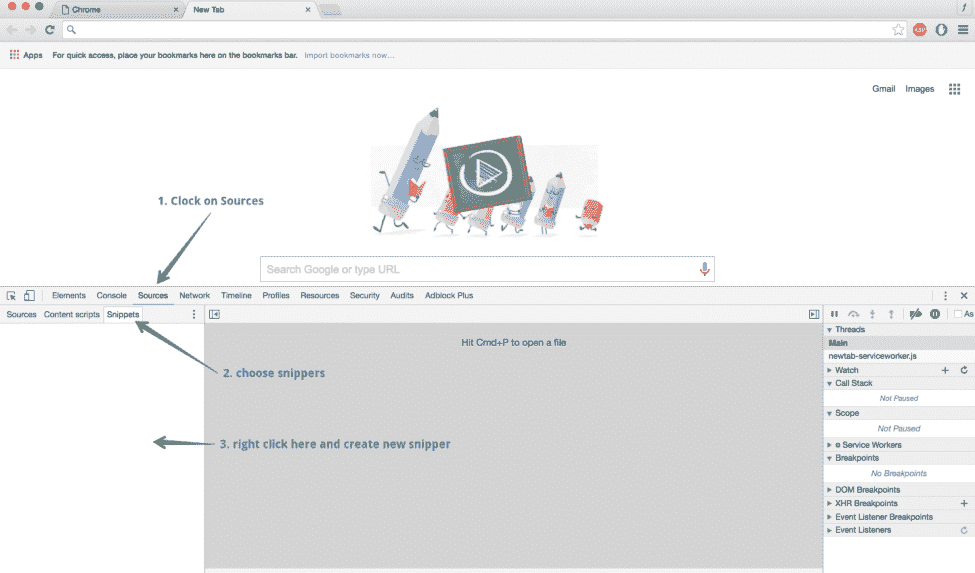 Chrome
New Tab
Apps For quick access, place your bookmarks here on the bookmarks bar. Import bookmarks now...
Gmail Images
1. Clock on Sources
Search Google or type URL
Elements Console Sources Network Timeline Profiles Resources Security Audits Adblock Plus
Sources Content scripts Snippets
As
Hit Cmd+P to open a file
Threads
Main
newtab-serviceworker.js
Watch
Call Stack
Not Paused
Scope
Not Paused
Service Workers
Breakpoints
No Breakpoints
DOM Breakpoints
XHR Breakpoints
Event Listener Breakpoints
Event Listeners
2. choose snippers
3. right click here and create new snipper